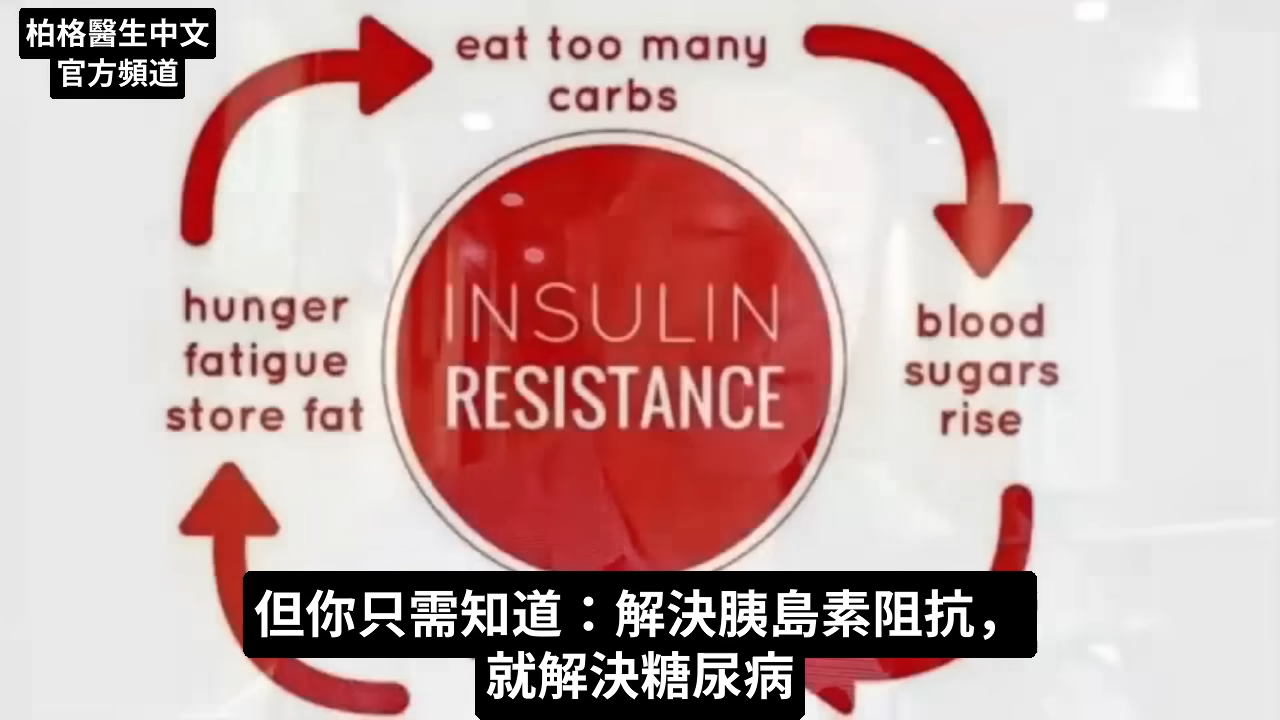 柏格醫生中文
官方頻道
eat too many
carbs
hunger
fatigue
store fat
INSULIN
RESISTANCE
blood
sugars
rise
但你只需知道：解決胰島素阻抗，
就解決糖尿病